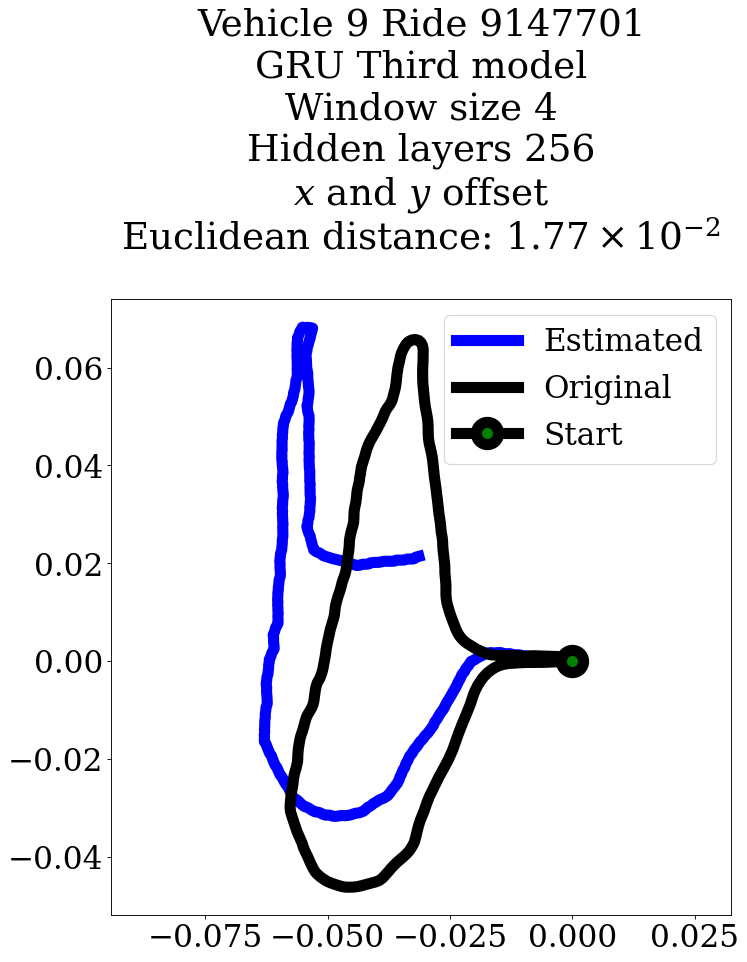 Vehicle 9 Ride 9147701
GRU Third model
Window size 4
Hidden layers 256
x and y offset
Euclidean distance: 1.77 × 10⁻²
Estimated
Original
Start
0.06
0.04
0.02
0.00
−0.02
−0.04
−0.075 −0.050 −0.025 0.000 0.025